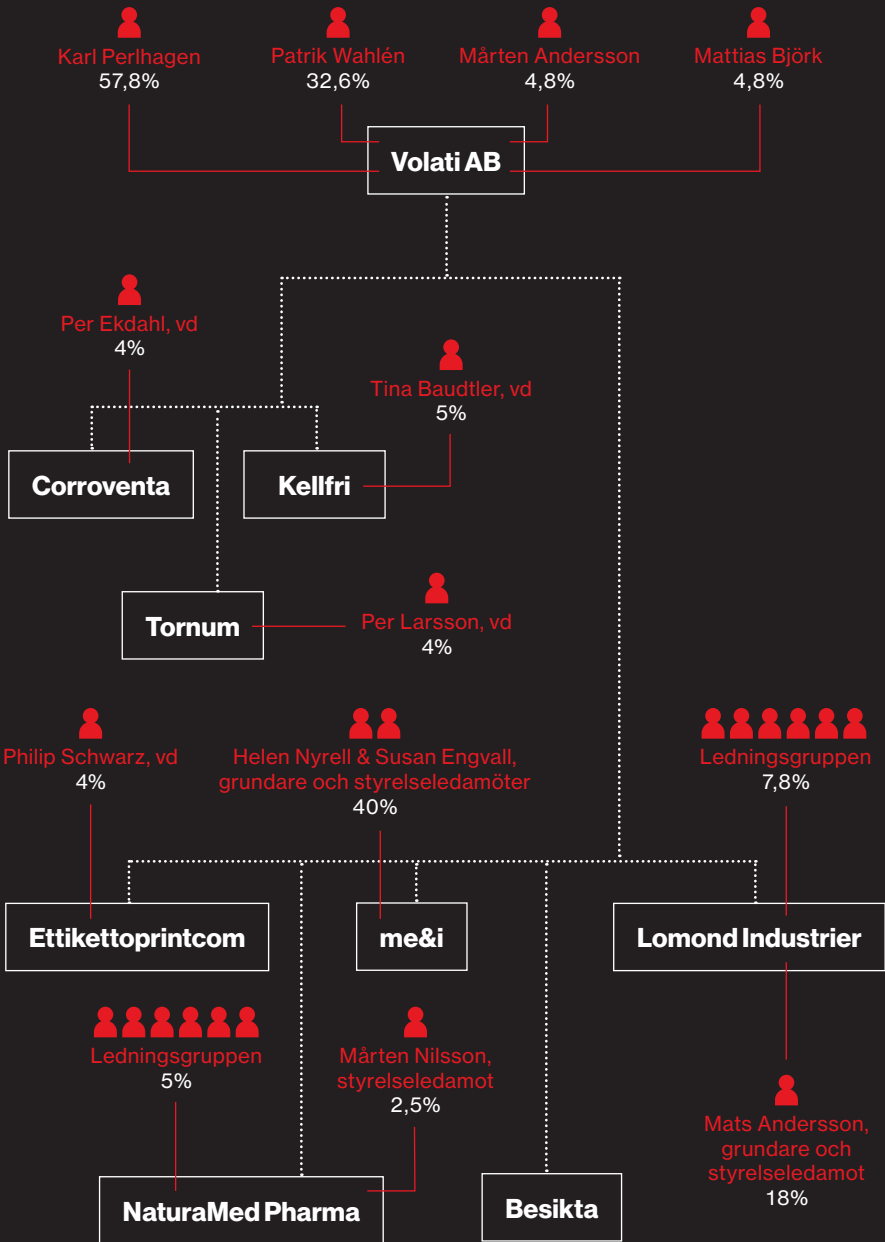 Karl Perlhagen
57,8%
Patrik Wahlén
32,6%
Mårten Andersson
4,8%
Mattias Björk
4,8%
Volati AB
Per Ekdahl, vd
4%
Tina Baudtler, vd
5%
Corroventa
Kellfri
Tornum
Per Larsson, vd
4%
Philip Schwarz, vd
4%
Helen Nyrell & Susan Engvall,
grundare och styrelseledamöter
40%
Ledningsgruppen
7,8%
Ettikettoprintcom
me&i
Lomond Industrier
Ledningsgruppen
5%
Mårten Nilsson,
styrelseledamot
2,5%
Mats Andersson,
grundare och
styrelseledamot
18%
NaturaMed Pharma
Besikta